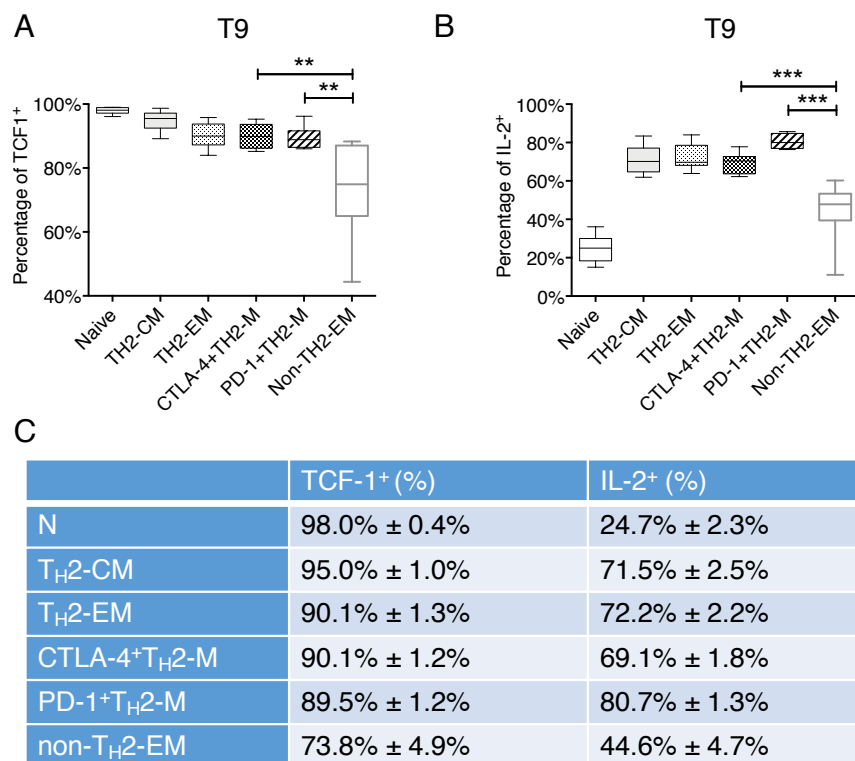 A
T9
**
**
Percentage of TCF1⁺
100%
80%
60%
40%
Naive
TH2-CM
TH2-EM
CTLA-4+TH2-M
PD-1+TH2-M
Non-TH2-EM
B
T9
***
***
Percentage of IL-2⁺
100%
80%
60%
40%
20%
0%
Naive
TH2-CM
TH2-EM
CTLA-4+TH2-M
PD-1+TH2-M
Non-TH2-EM
C
TCF-1⁺ (%) IL-2⁺ (%)
N 98.0% ± 0.4% 24.7% ± 2.3%
T_H2-CM 95.0% ± 1.0% 71.5% ± 2.5%
T_H2-EM 90.1% ± 1.3% 72.2% ± 2.2%
CTLA-4⁺T_H2-M 90.1% ± 1.2% 69.1% ± 1.8%
PD-1⁺T_H2-M 89.5% ± 1.2% 80.7% ± 1.3%
non-T_H2-EM 73.8% ± 4.9% 44.6% ± 4.7%